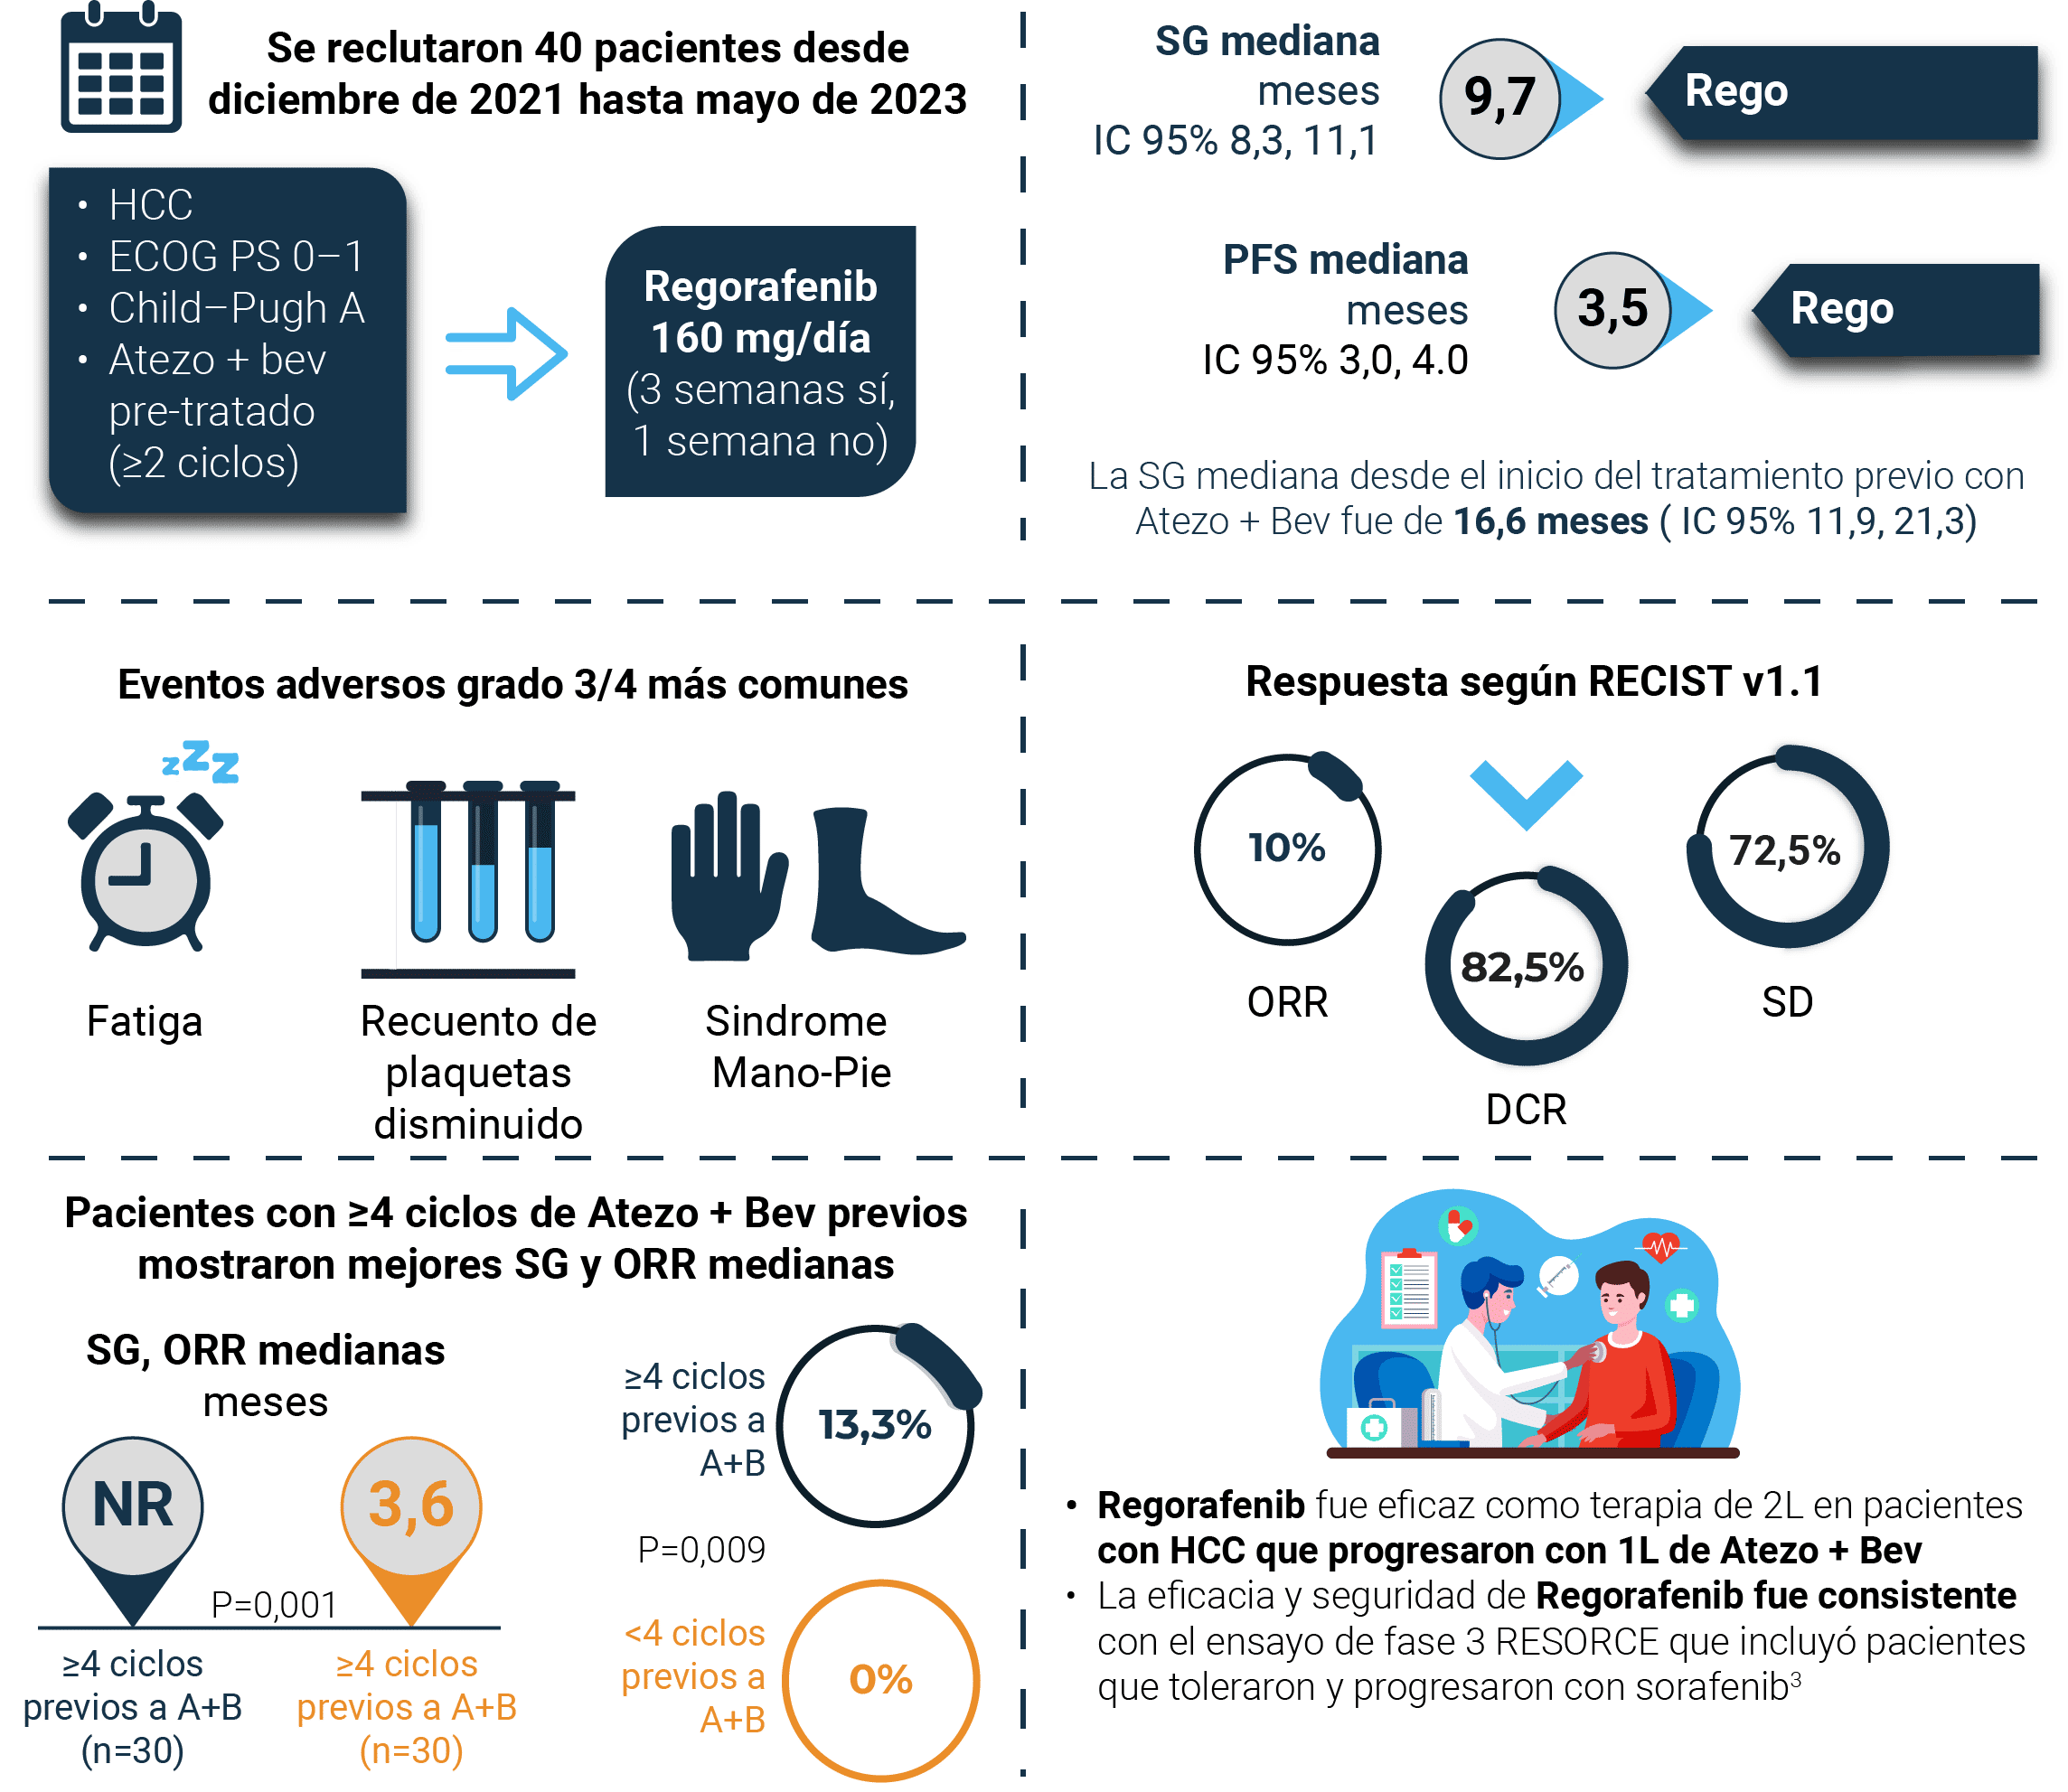 Se reclutaron 40 pacientes desde
diciembre de 2021 hasta mayo de 2023
• HCC
• ECOG PS 0–1
• Child–Pugh A
• Atezo + bev
pre-tratado
(≥2 ciclos)
Regorafenib
160 mg/día
(3 semanas sí,
1 semana no)
SG mediana
meses
IC 95% 8,3, 11,1
9,7
Rego
PFS mediana
meses
IC 95% 3,0, 4.0
3,5
Rego
La SG mediana desde el inicio del tratamiento previo con
Atezo + Bev fue de 16,6 meses ( IC 95% 11,9, 21,3)
Eventos adversos grado 3/4 más comunes
zzz
Fatiga
Recuento de
plaquetas
disminuido
Sindrome
Mano-Pie
Respuesta según RECIST v1.1
10%
ORR
82,5%
DCR
72,5%
SD
Pacientes con ≥4 ciclos de Atezo + Bev previos
mostraron mejores SG y ORR medianas
SG, ORR medianas
meses
NR
3,6
P=0,001
≥4 ciclos
previos a A+B
(n=30)
≥4 ciclos
previos a A+B
(n=30)
≥4 ciclos
previos a
A+B
13,3%
P=0,009
<4 ciclos
previos a
A+B
0%
• Regorafenib fue eficaz como terapia de 2L en pacientes
con HCC que progresaron con 1L de Atezo + Bev
• La eficacia y seguridad de Regorafenib fue consistente
con el ensayo de fase 3 RESORCE que incluyó pacientes
que toleraron y progresaron con sorafenib³